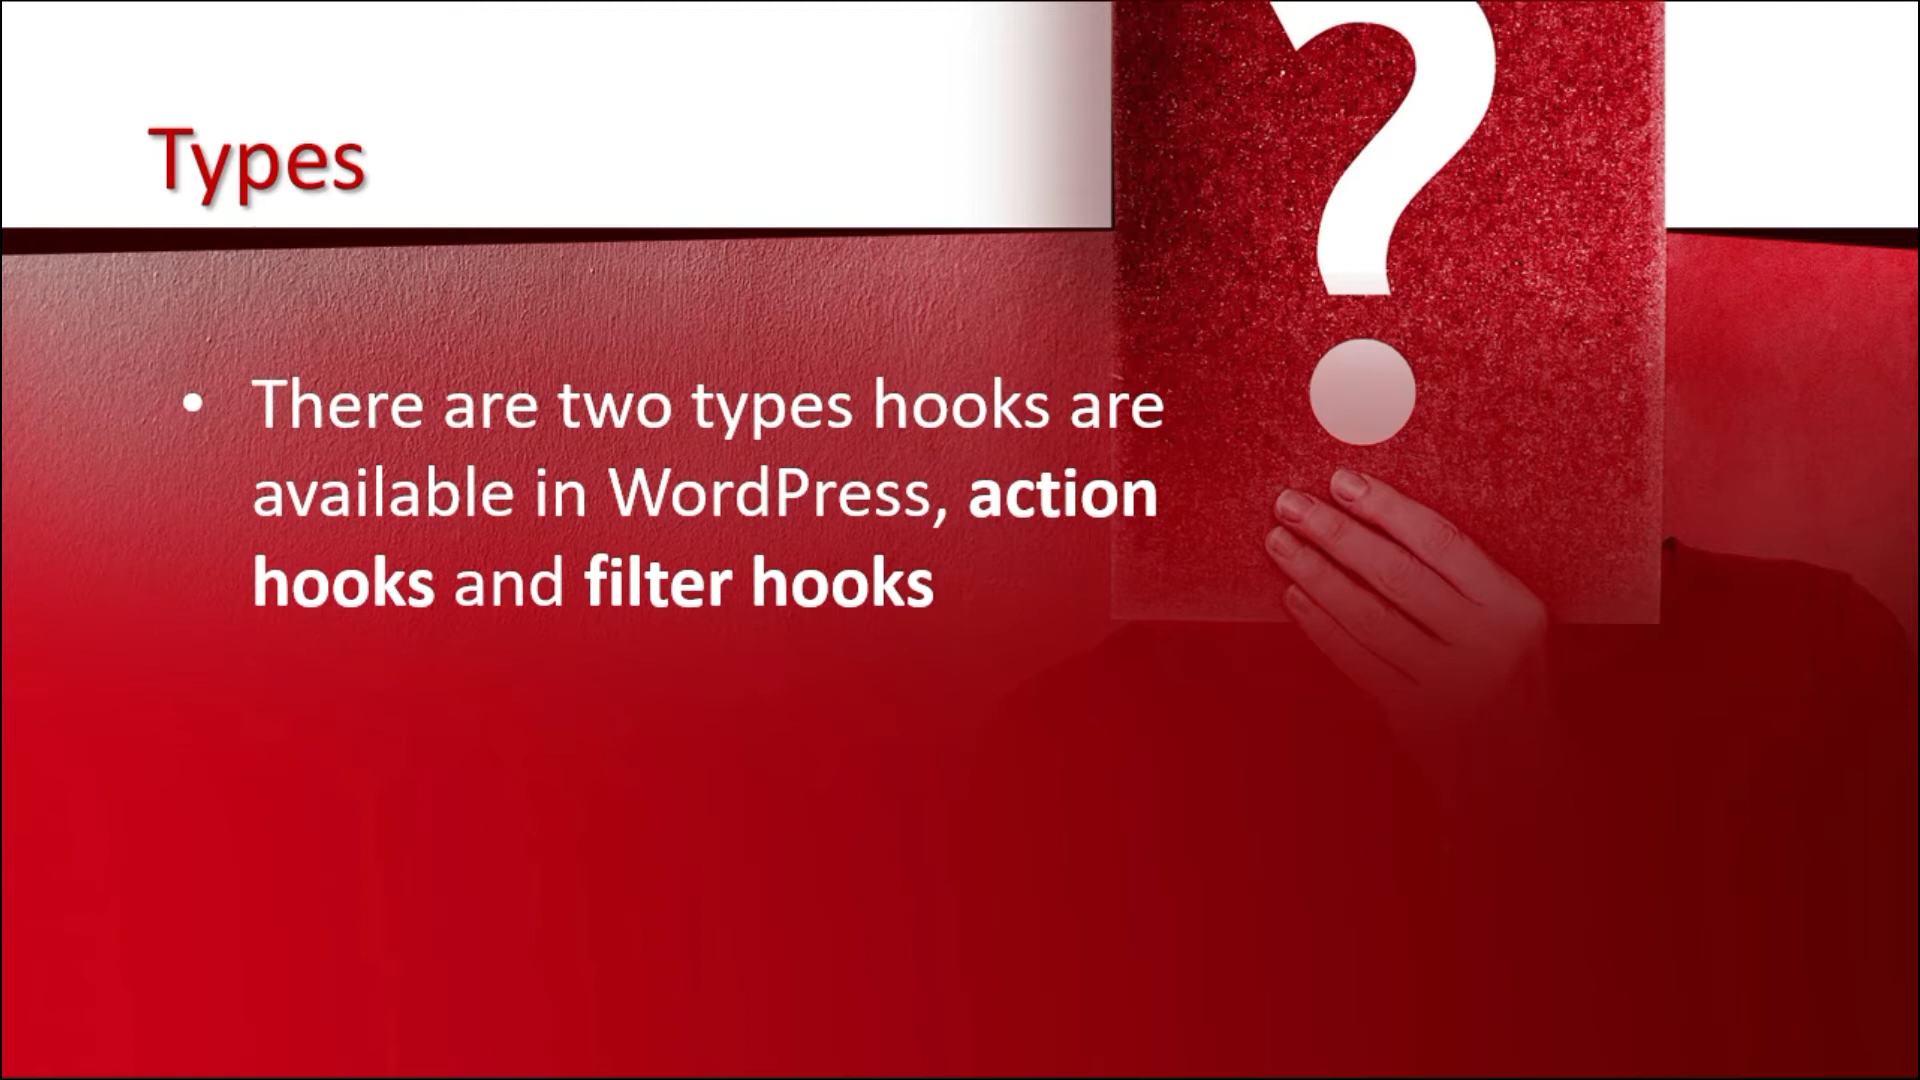 Types
• There are two types hooks are
available in WordPress, action
hooks and filter hooks
?